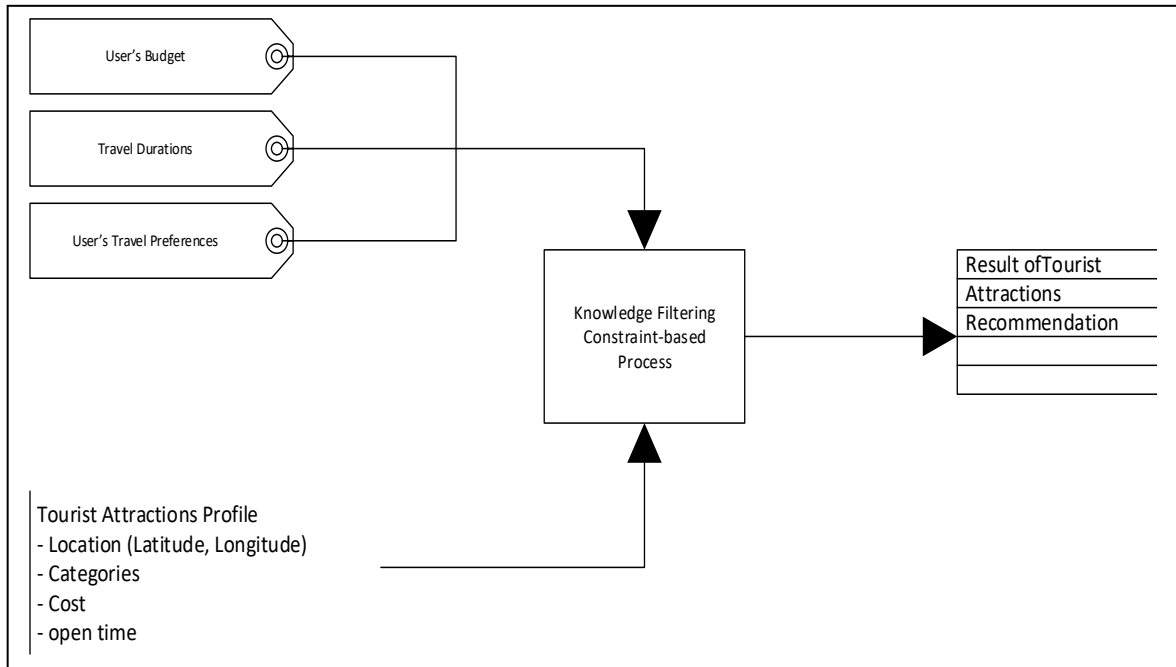 User's Budget
Travel Durations
User's Travel Preferences
Knowledge Filtering
Constraint-based
Process
Result ofTourist
Attractions
Recommendation
Tourist Attractions Profile
- Location (Latitude, Longitude)
- Categories
- Cost
- open time